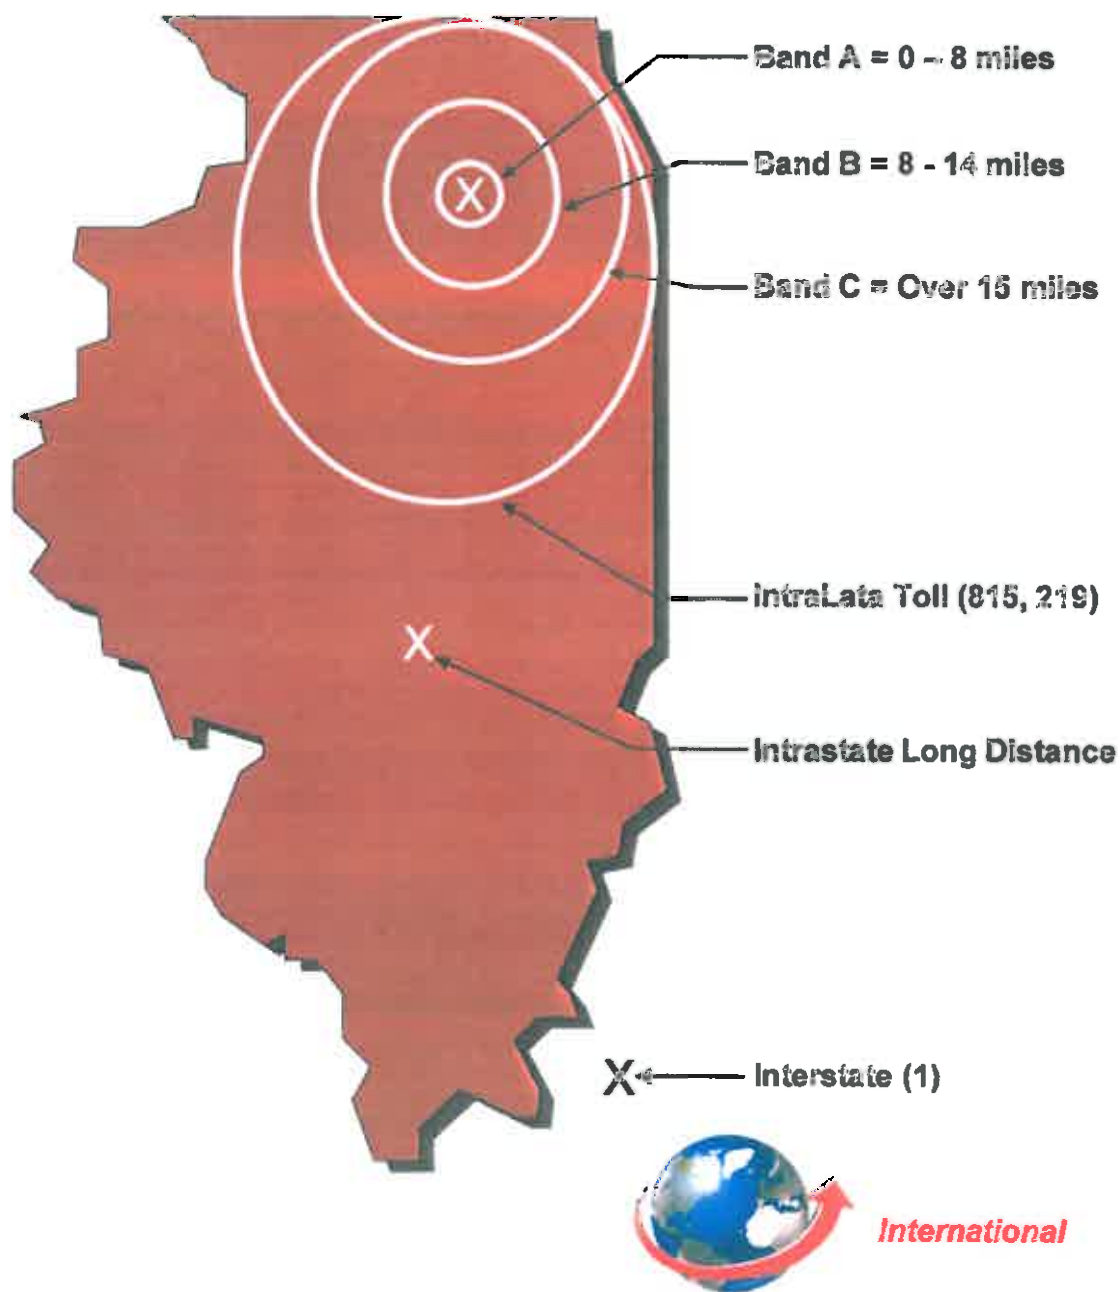 Band A = 0 – 8 miles
X
Band B = 8 - 14 miles
Band C = Over 15 miles
IntraLata Toll (815, 219)
X
Intrastate Long Distance
X
Interstate (1)
International